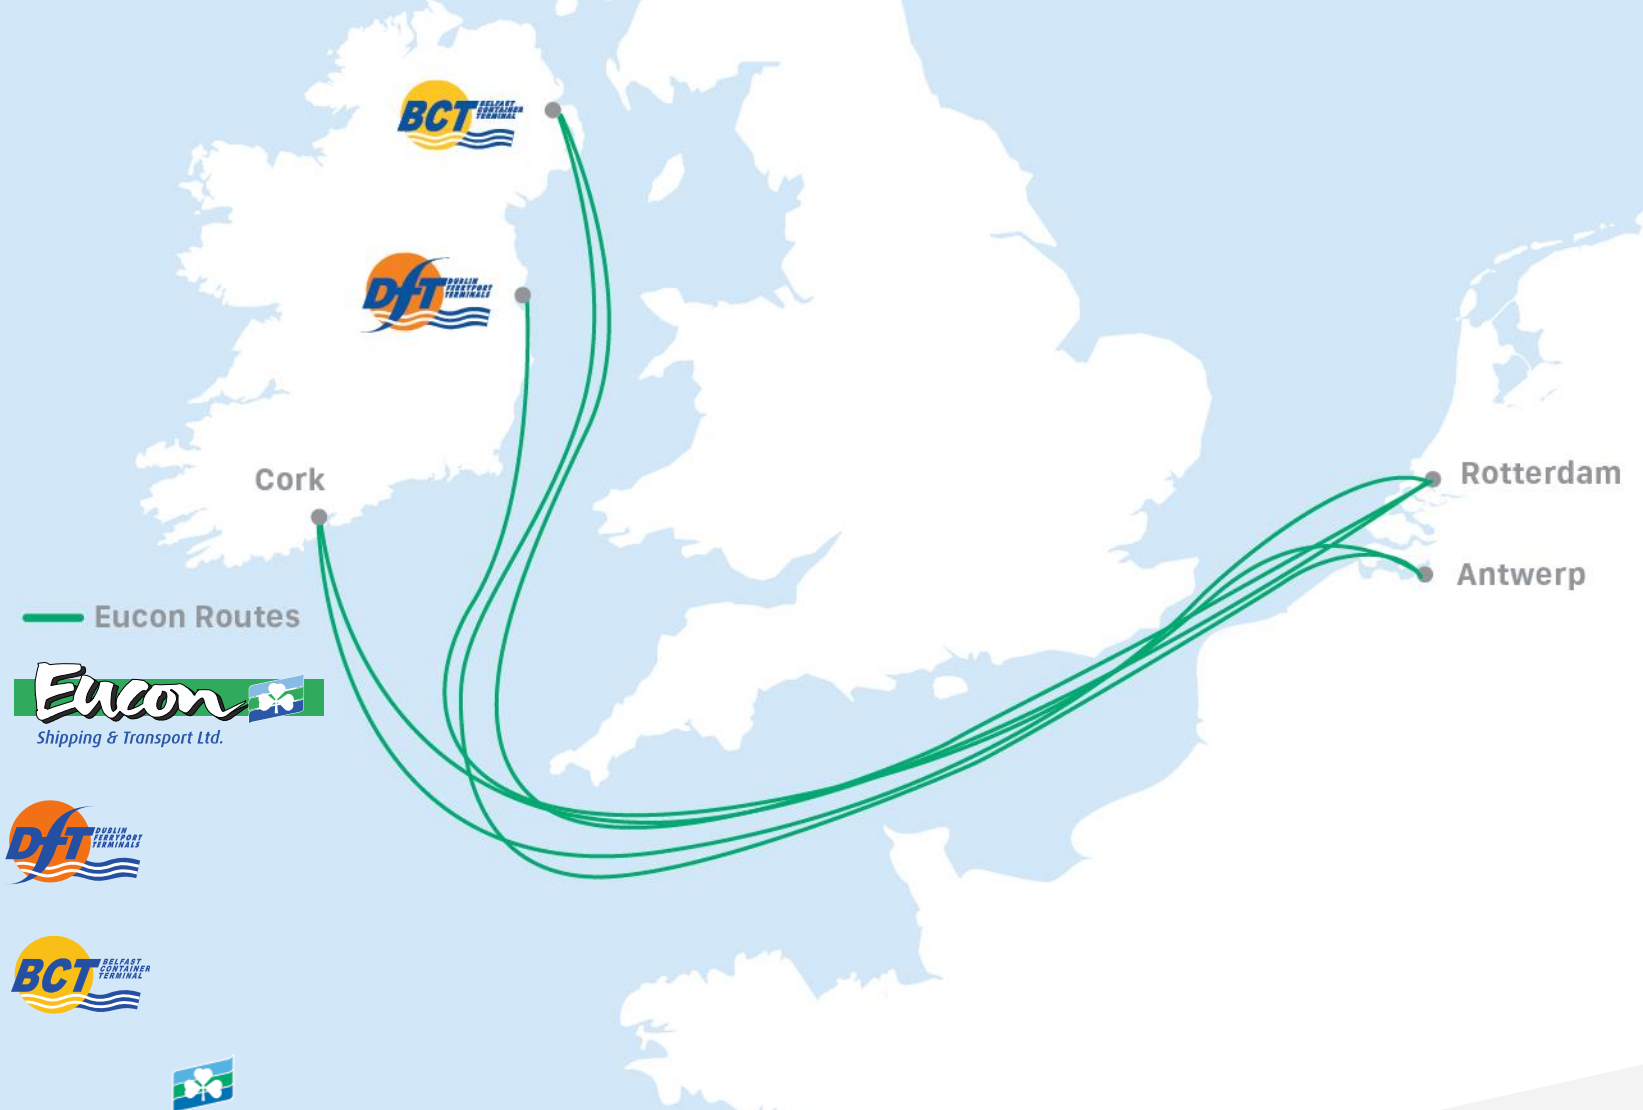 BCT
BELFAST
CONTAINER
TERMINAL
DFT
DUBLIN
FERRYPORT
TERMINALS
Cork
Rotterdam
Antwerp
Eucon Routes
Eucon
Shipping & Transport Ltd.
DFT
DUBLIN
FERRYPORT
TERMINALS
BCT
BELFAST
CONTAINER
TERMINAL